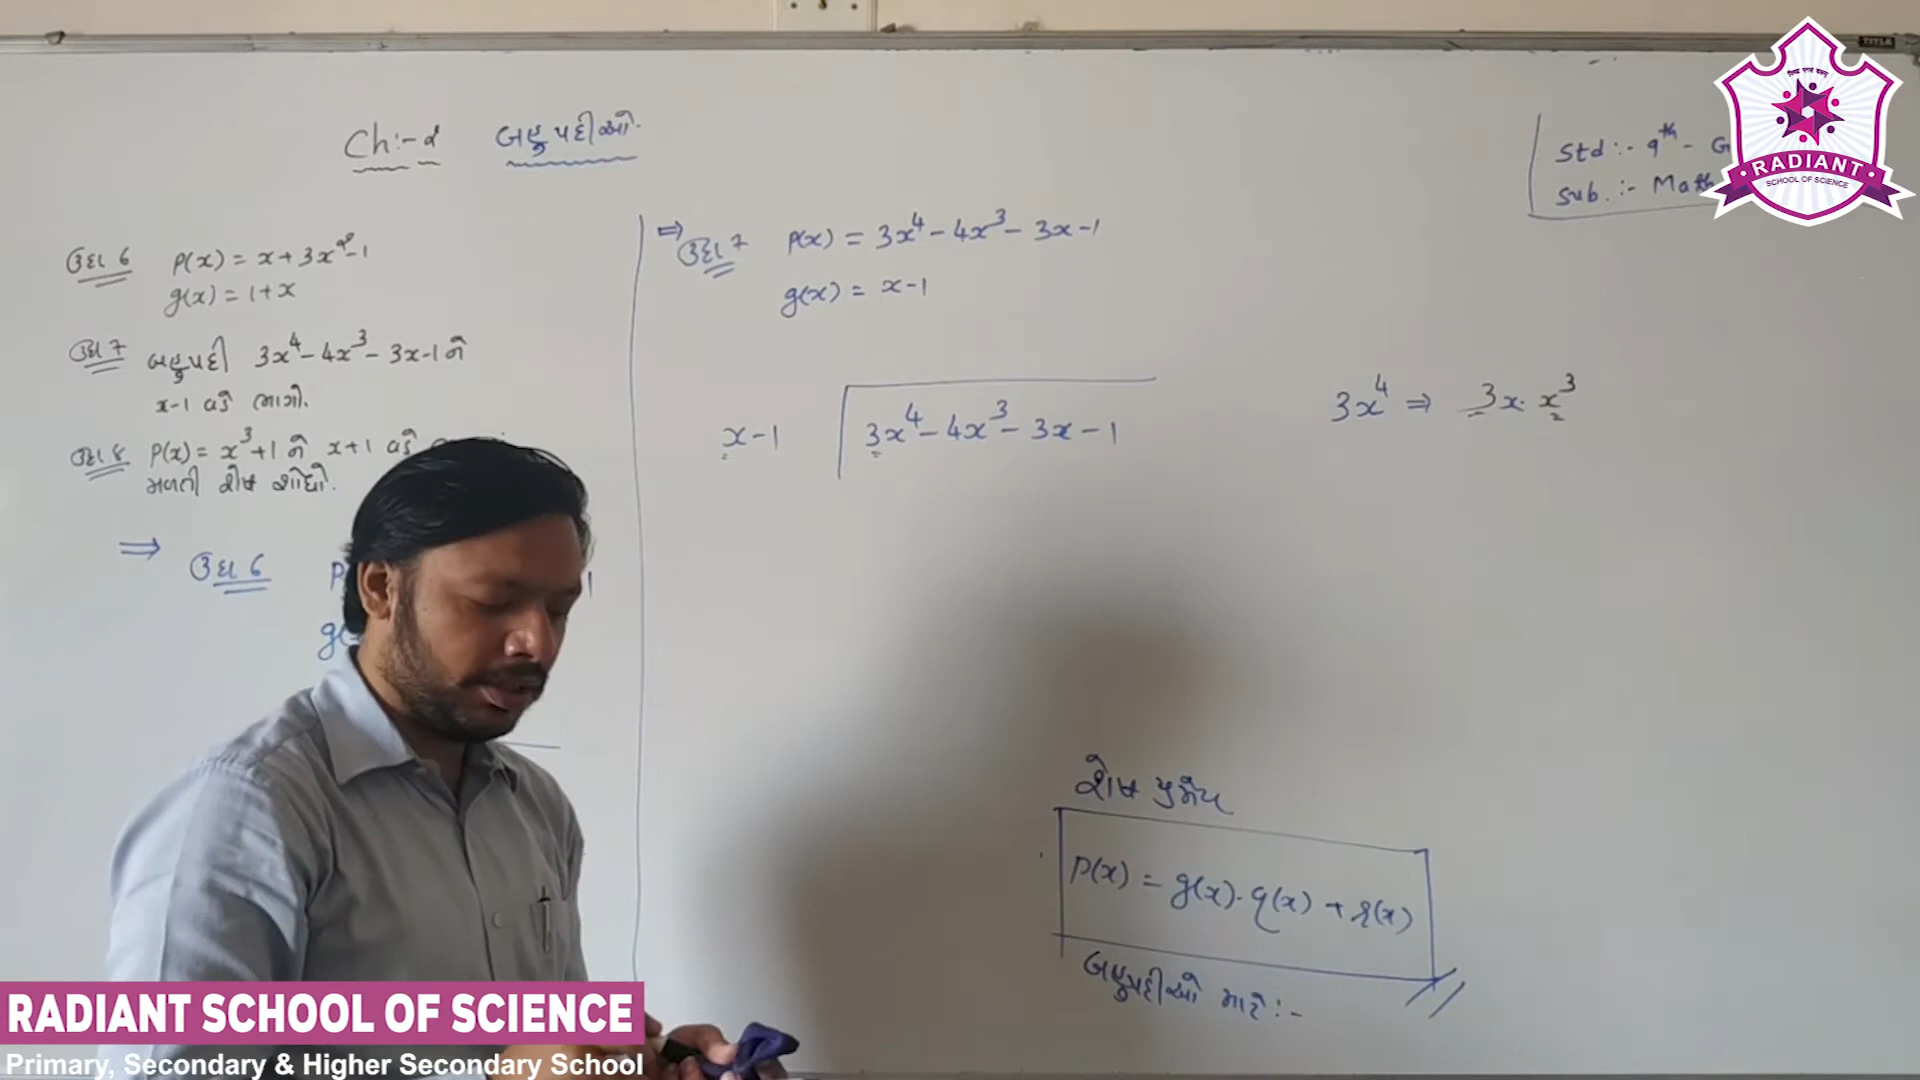 Ch:- ૨ બહુપદીઓ.
Std :- 9th - G
Sub. :- Math
ઉદા 6 p(x) = x + 3x² - 1
g(x) = 1 + x
ઉદા 7 બહુપદી 3x⁴ - 4x³ - 3x - 1 ને
x - 1 વડે ભાગો.
ઉદા 8 P(x) = x³ + 1 ને x + 1 વડે
મળતી શેષ શોધો.
⇒ ઉદા 6 p
g(
⇒ ઉદા 7 p(x) = 3x⁴ - 4x³ - 3x - 1
g(x) = x - 1
x - 1 3x⁴ - 4x³ - 3x - 1
3x⁴ ⇒ 3x · x³
શેષ પ્રમેય
p(x) = g(x) · q(x) + r(x)
બહુપદીઓ માટે :-
RADIANT
SCHOOL OF SCIENCE
RADIANT SCHOOL OF SCIENCE
Primary, Secondary & Higher Secondary School